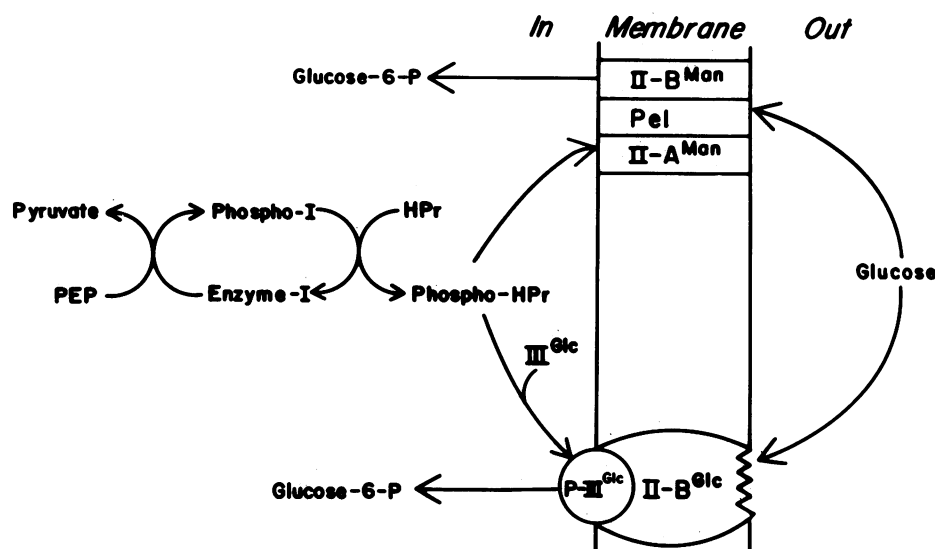 In Membrane Out
Glucose-6-P
II-B^Man
Pel
II-A^Man
Pyruvate Phospho-I HPr
Glucose
PEP Enzyme-I Phospho-HPr
III^Glc
Glucose-6-P P-III^Glc II-B^Glc